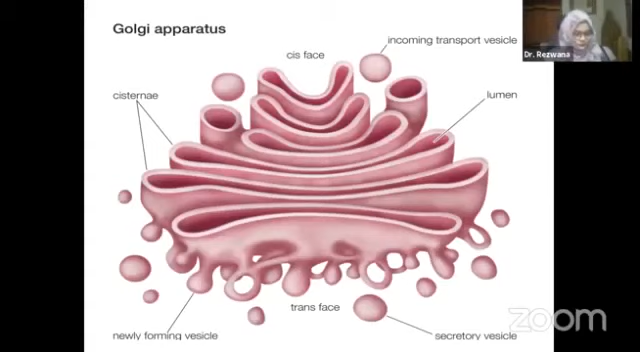 Golgi apparatus
incoming transport vesicle
cis face
Dr. Rezwana
cisternae
lumen
trans face
zoom
newly forming vesicle
secretory vesicle